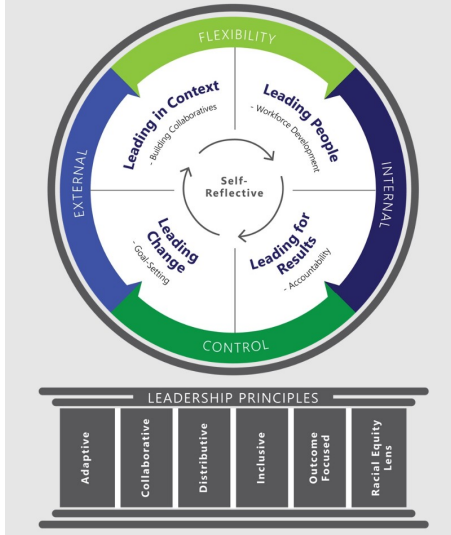 FLEXIBILITY
Leading in Context
- Building Collaboratives
Leading People
- Workforce Development
EXTERNAL
INTERNAL
Self-
Reflective
Leading
Change
- Goal-Setting
Leading for
Results
- Accountability
CONTROL
LEADERSHIP PRINCIPLES
Adaptive
Collaborative
Distributive
Inclusive
Outcome
Focused
Racial Equity
Lens